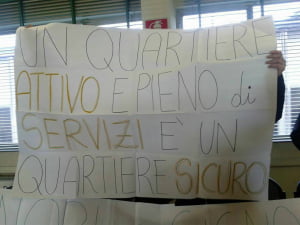 UN QUARTIERE
ATTIVO E PIENO di
SERVIZI E' UN
QUARTIERE SICURO